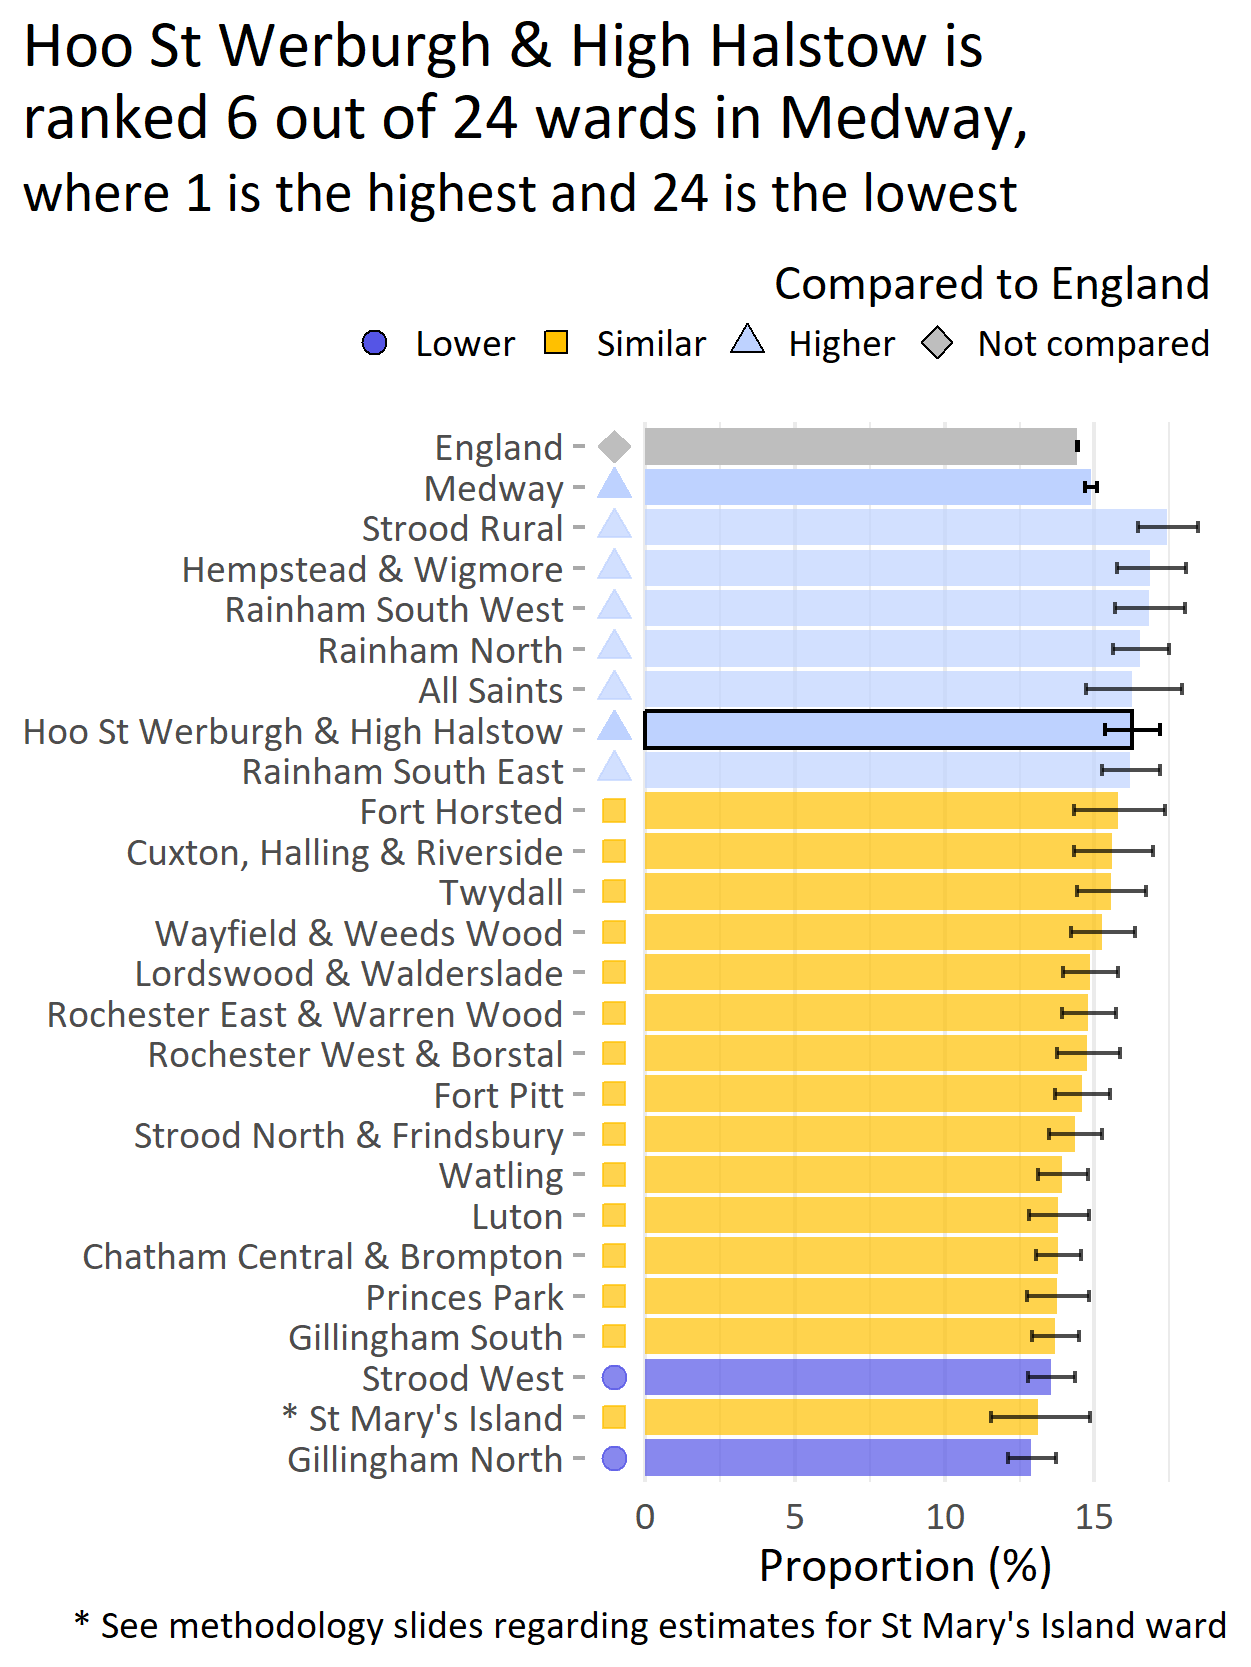 Hoo St Werburgh & High Halstow is
ranked 6 out of 24 wards in Medway,
where 1 is the highest and 24 is the lowest
Compared to England
Lower Similar Higher Not compared
England
Medway
Strood Rural
Hempstead & Wigmore
Rainham South West
Rainham North
All Saints
Hoo St Werburgh & High Halstow
Rainham South East
Fort Horsted
Cuxton, Halling & Riverside
Twydall
Wayfield & Weeds Wood
Lordswood & Walderslade
Rochester East & Warren Wood
Rochester West & Borstal
Fort Pitt
Strood North & Frindsbury
Watling
Luton
Chatham Central & Brompton
Princes Park
Gillingham South
Strood West
* St Mary's Island
Gillingham North
0 5 10 15
Proportion (%)
* See methodology slides regarding estimates for St Mary's Island ward